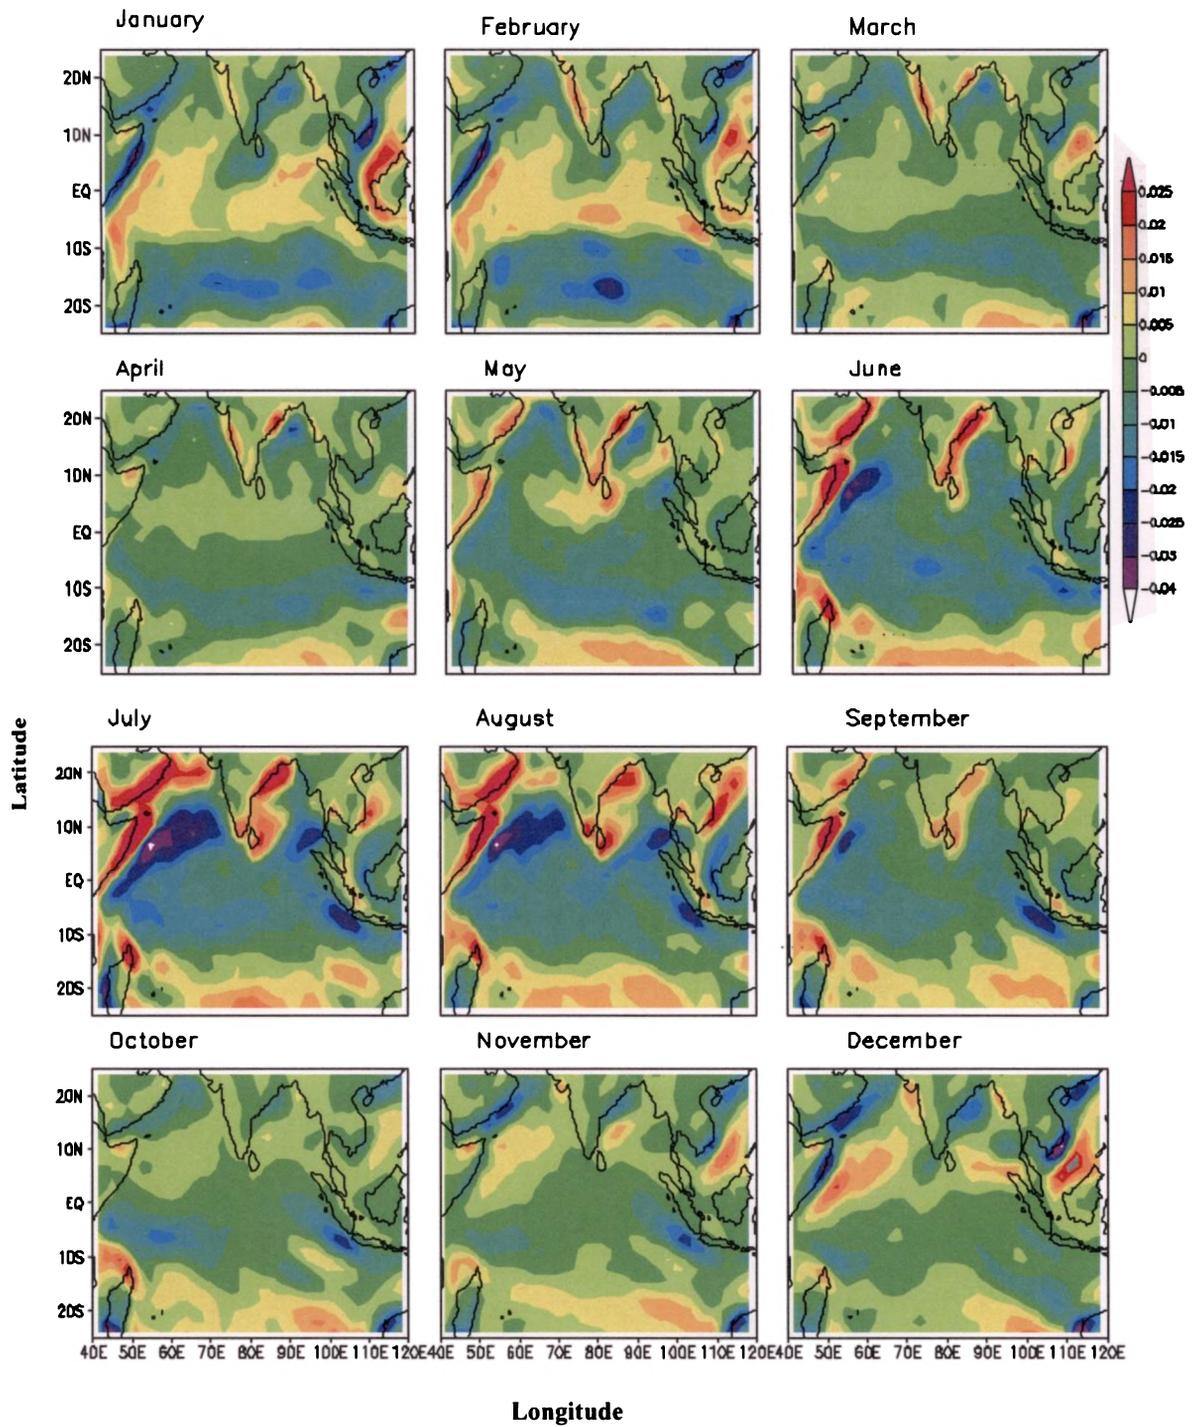 January February March
20N
10N
EQ
10S
20S
0.025
0.02
0.015
0.01
0.005
0
-0.005
-0.01
-0.015
-0.02
-0.025
-0.03
-0.04
April May June
20N
10N
EQ
10S
20S
Latitude
July August September
20N
10N
EQ
10S
20S
October November December
20N
10N
EQ
10S
20S
40E 50E 60E 70E 80E 90E 100E 110E 120E 40E 50E 60E 70E 80E 90E 100E 110E 120E 40E 50E 60E 70E 80E 90E 100E 110E 120E
Longitude